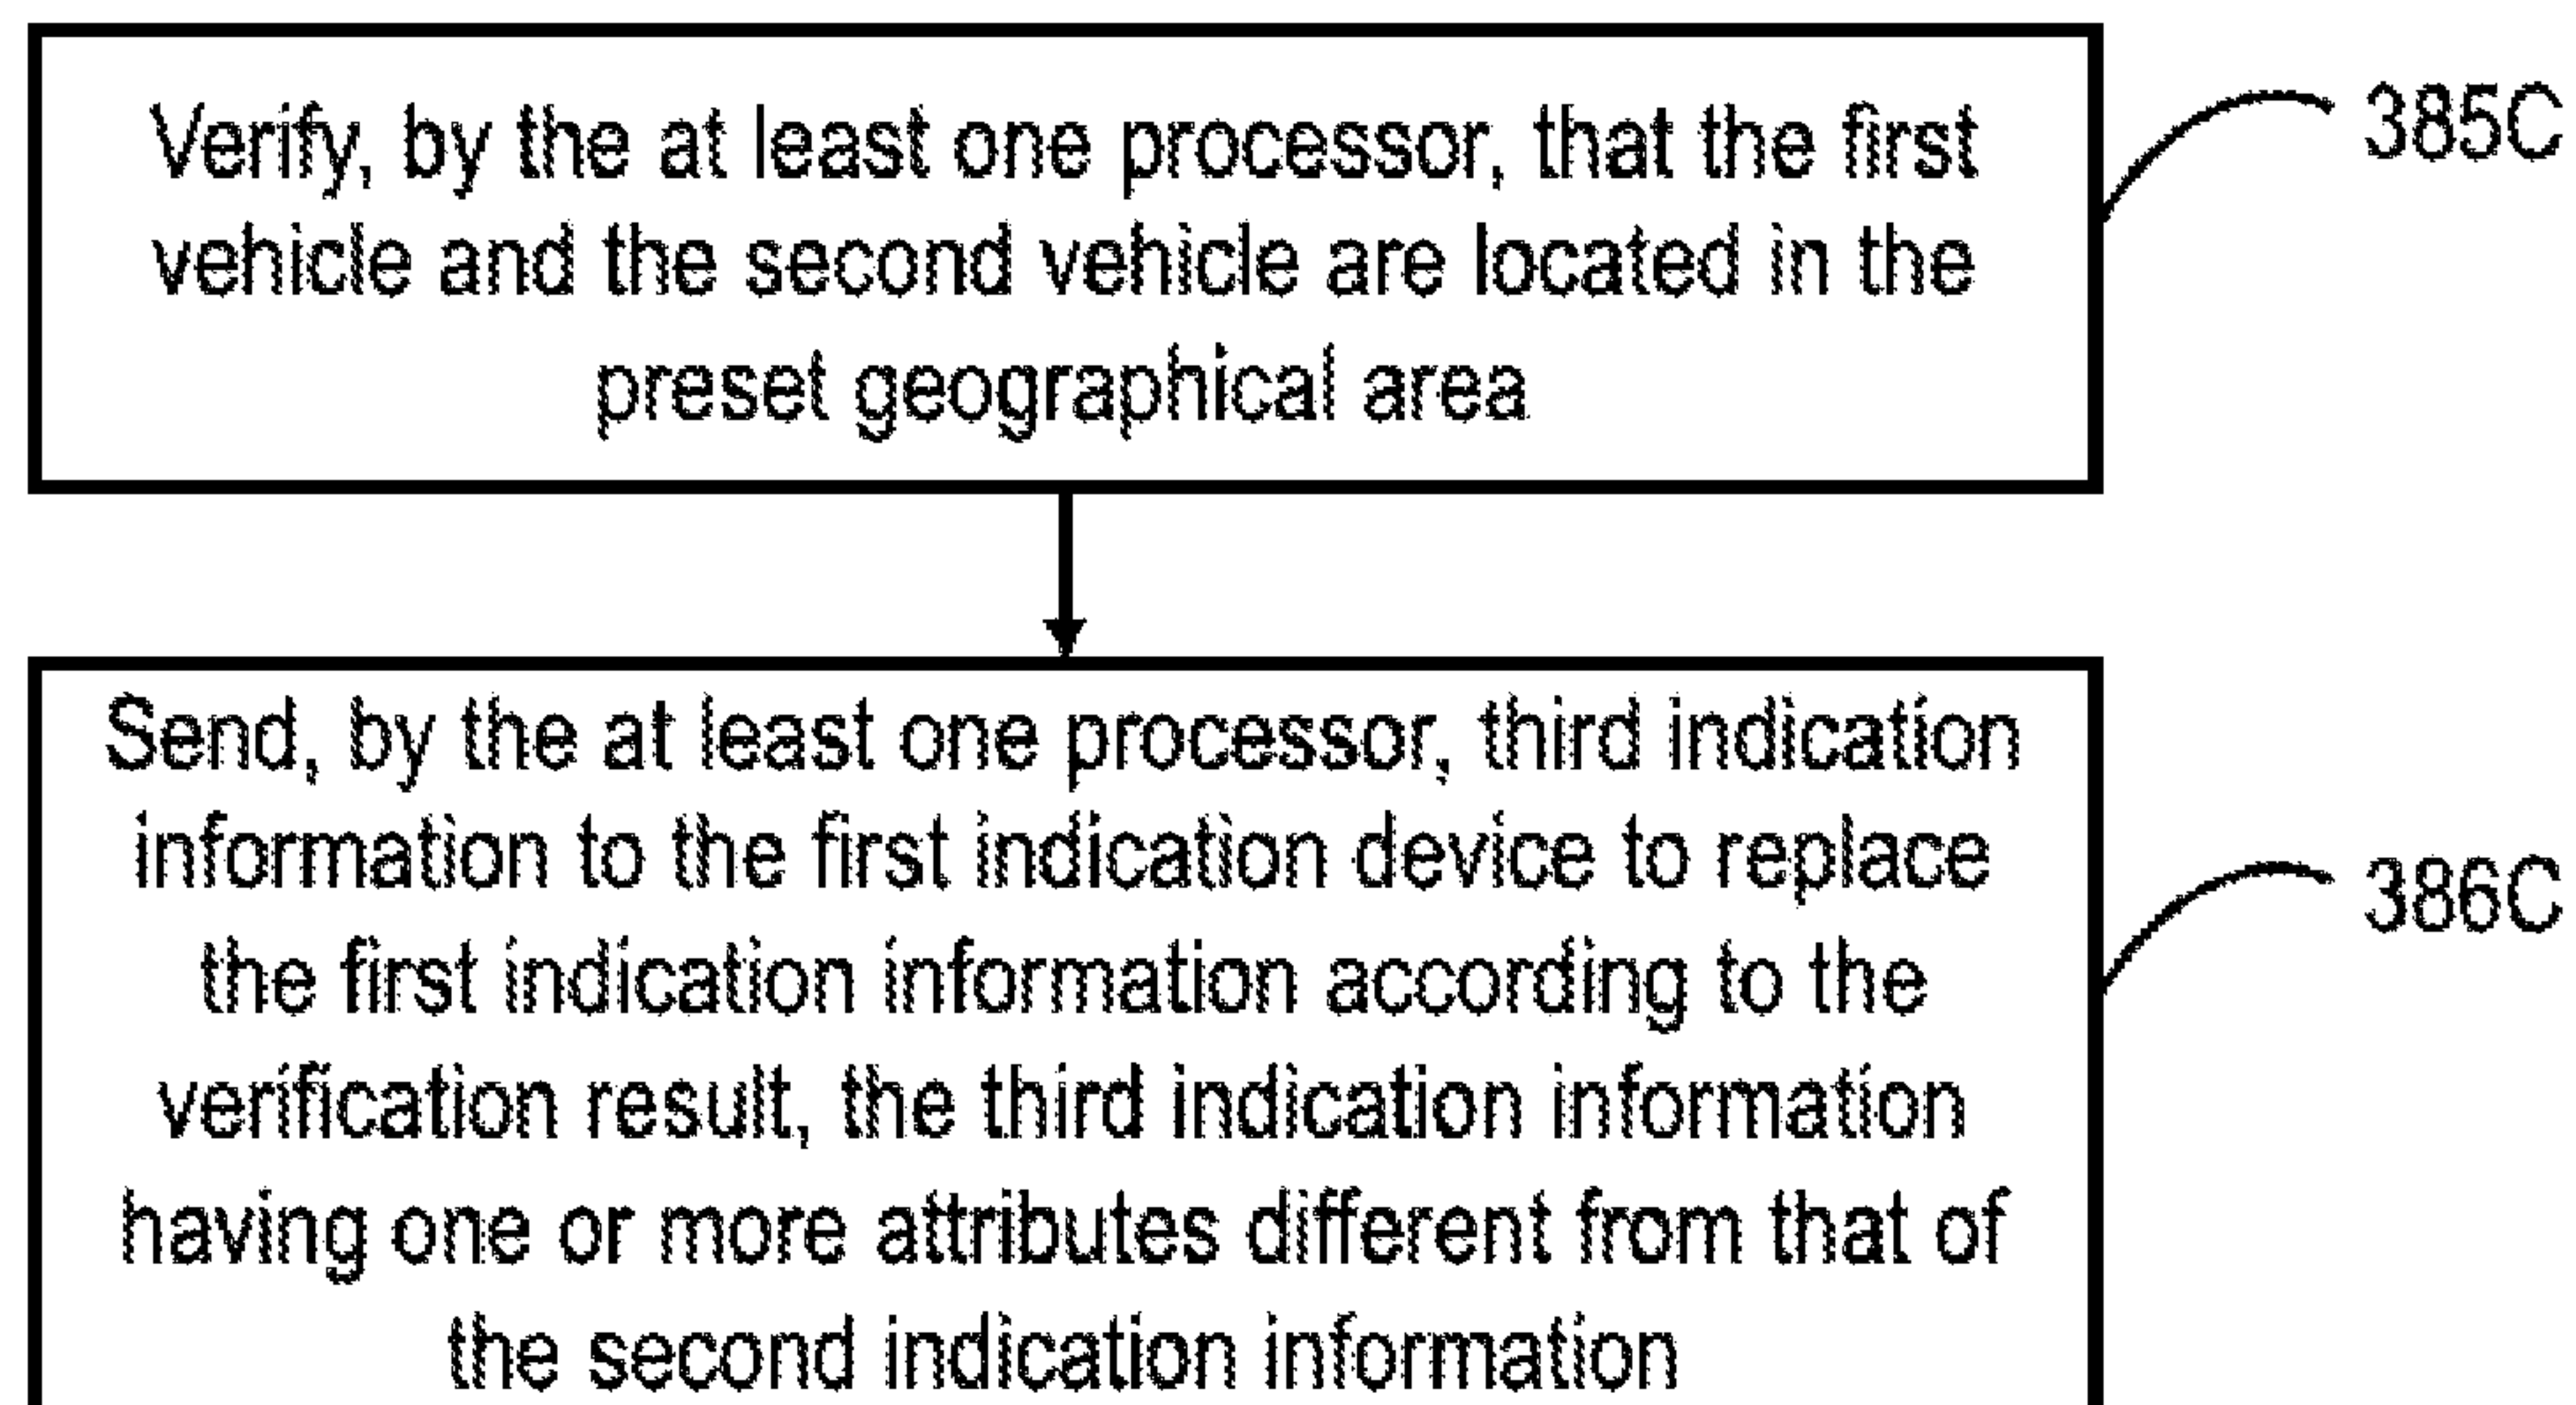 Verify, by the at least one processor, that the first
vehicle and the second vehicle are located in the
preset geographical area
385C
Send, by the at least one processor, third indication
information to the first indication device to replace
the first indication information according to the
verification result, the third indication information
having one or more attributes different from that of
the second indication information
386C